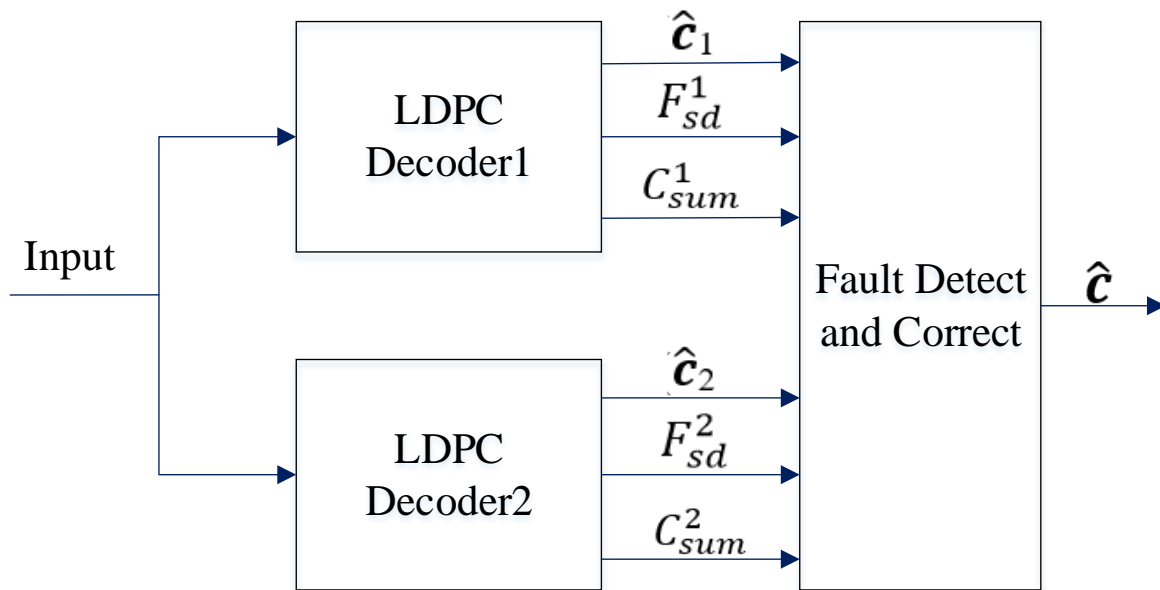 Input
LDPC
Decoder1
ĉ₁
F¹sd
C¹sum
LDPC
Decoder2
ĉ₂
F²sd
C²sum
Fault Detect
and Correct
ĉ